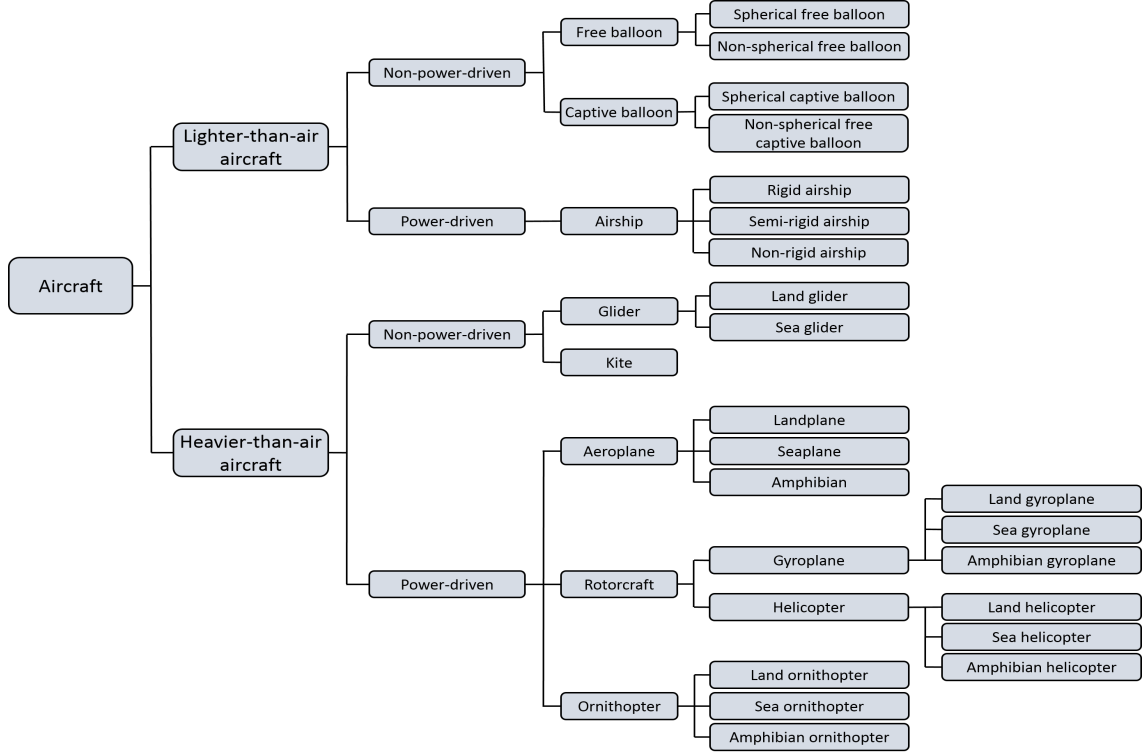 Aircraft
Lighter-than-air
aircraft
Non-power-driven
Free balloon
Spherical free balloon
Non-spherical free balloon
Captive balloon
Spherical captive balloon
Non-spherical free
captive balloon
Power-driven
Airship
Rigid airship
Semi-rigid airship
Non-rigid airship
Heavier-than-air
aircraft
Non-power-driven
Glider
Land glider
Sea glider
Kite
Power-driven
Aeroplane
Landplane
Seaplane
Amphibian
Rotorcraft
Gyroplane
Land gyroplane
Sea gyroplane
Amphibian gyroplane
Helicopter
Land helicopter
Sea helicopter
Amphibian helicopter
Ornithopter
Land ornithopter
Sea ornithopter
Amphibian ornithopter